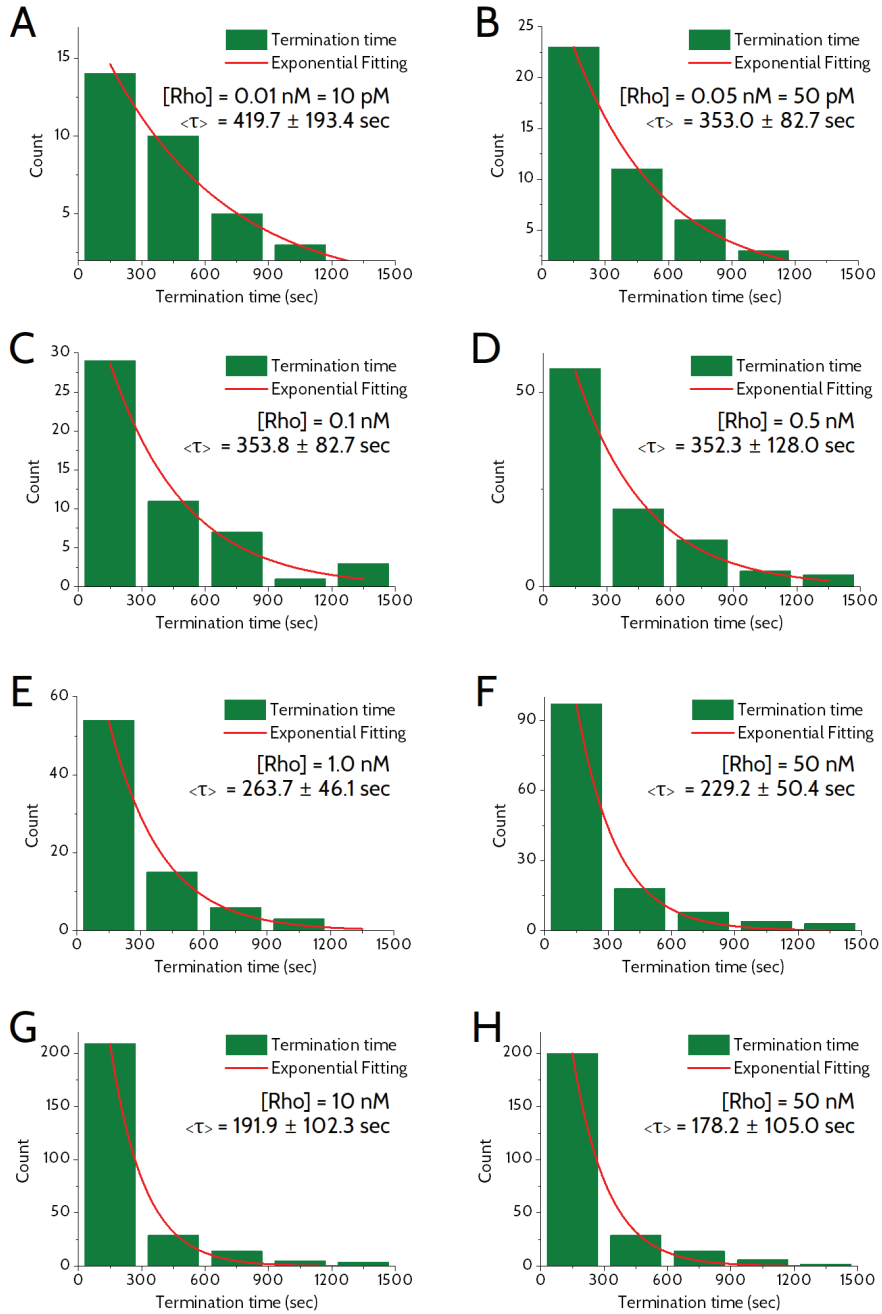 A
Termination time
Exponential Fitting
[Rho] = 0.01 nM = 10 pM
<τ> = 419.7 ± 193.4 sec
Count
15
10
5
0 300 600 900 1200 1500
Termination time (sec)
B
Termination time
Exponential Fitting
[Rho] = 0.05 nM = 50 pM
<τ> = 353.0 ± 82.7 sec
Count
25
20
15
10
5
0 300 600 900 1200 1500
Termination time (sec)
C
Termination time
Exponential Fitting
[Rho] = 0.1 nM
<τ> = 353.8 ± 82.7 sec
Count
30
25
20
15
10
5
0
0 300 600 900 1200 1500
Termination time (sec)
D
Termination time
Exponential Fitting
[Rho] = 0.5 nM
<τ> = 352.3 ± 128.0 sec
Count
50
0
0 300 600 900 1200 1500
Termination time (sec)
E
Termination time
Exponential Fitting
[Rho] = 1.0 nM
<τ> = 263.7 ± 46.1 sec
Count
60
40
20
0
0 300 600 900 1200 1500
Termination time (sec)
F
Termination time
Exponential Fitting
[Rho] = 50 nM
<τ> = 229.2 ± 50.4 sec
Count
90
60
30
0
0 300 600 900 1200 1500
Termination time (sec)
G
Termination time
Exponential Fitting
[Rho] = 10 nM
<τ> = 191.9 ± 102.3 sec
Count
200
150
100
50
0
0 300 600 900 1200 1500
Termination time (sec)
H
Termination time
Exponential Fitting
[Rho] = 50 nM
<τ> = 178.2 ± 105.0 sec
Count
200
150
100
50
0
0 300 600 900 1200 1500
Termination time (sec)